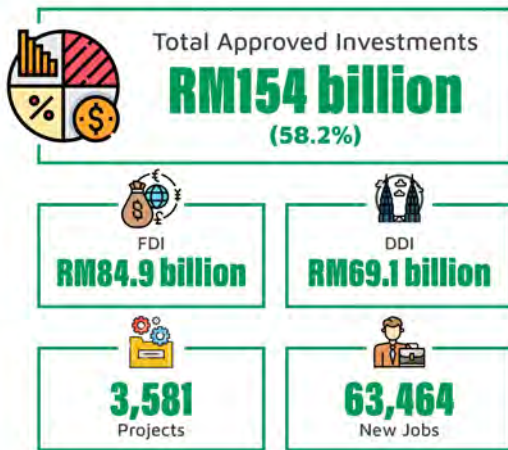 Total Approved Investments
RM154 billion
(58.2%)
FDI
RM84.9 billion
DDI
RM69.1 billion
3,581
Projects
63,464
New Jobs